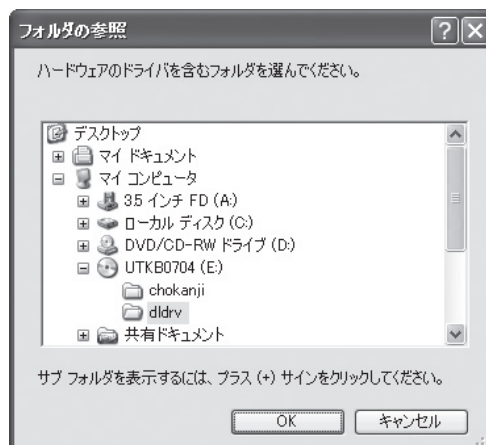 フォルダの参照
ハードウェアのドライバを含むフォルダを選んでください。
デスクトップ
マイ ドキュメント
マイ コンピュータ
3.5 インチ FD (A:)
ローカル ディスク (C:)
DVD/CD-RW ドライブ (D:)
UTKB0704 (E:)
chokanji
dldrv
共有ドキュメント
サブ フォルダを表示するには、プラス (+) サインをクリックしてください。
OK キャンセル